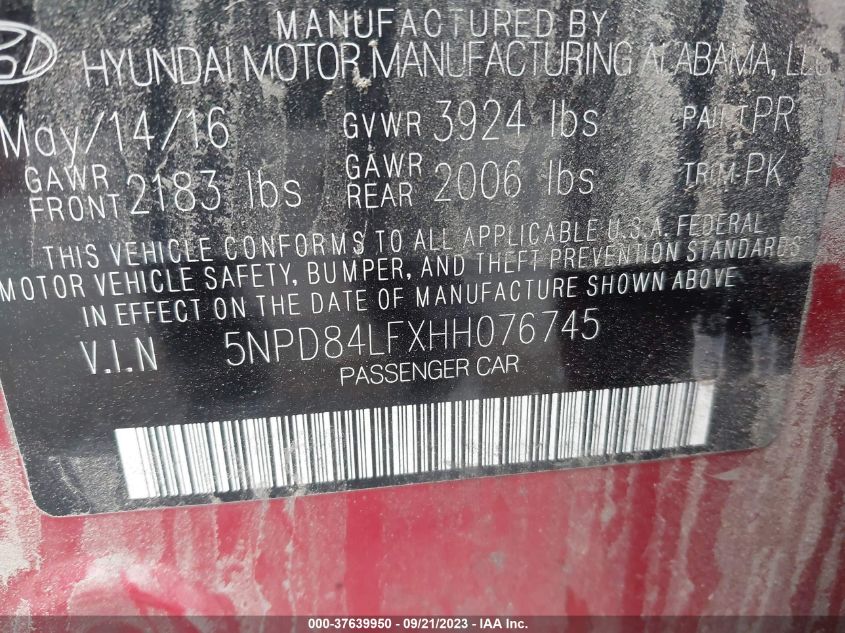 MANUFACTURED BY
HYUNDAI MOTOR MANUFACTURING ALABAMA, LLC
May/14/16 GVWR 3924 lbs PAINT PR
GAWR FRONT 2183 lbs GAWR REAR 2006 lbs TRIM PK
THIS VEHICLE CONFORMS TO ALL APPLICABLE U.S.A. FEDERAL
MOTOR VEHICLE SAFETY, BUMPER, AND THEFT PREVENTION STANDARDS
IN EFFECT ON THE DATE OF MANUFACTURE SHOWN ABOVE
V.I.N 5NPD84LFXHH076745
PASSENGER CAR
000-37639950 - 09/21/2023 - IAA Inc.